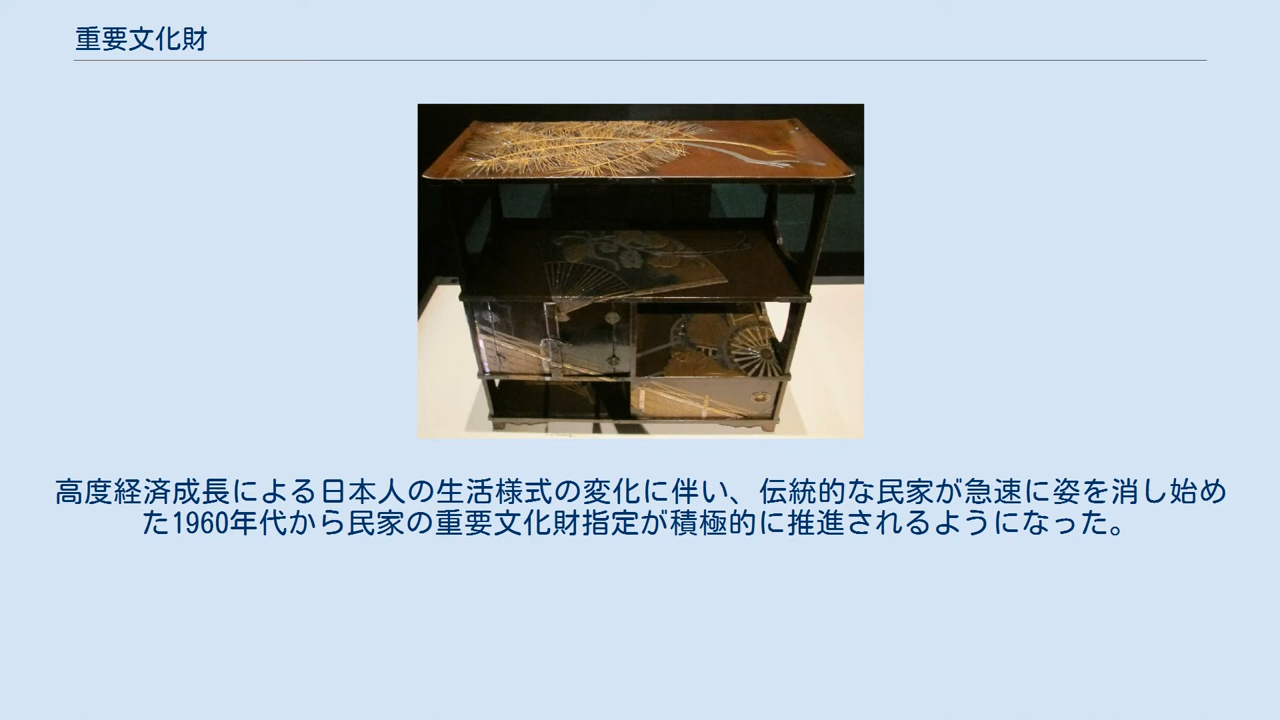 重要文化財
高度経済成長による日本人の生活様式の変化に伴い、伝統的な民家が急速に姿を消し始め
た1960年代から民家の重要文化財指定が積極的に推進されるようになった。